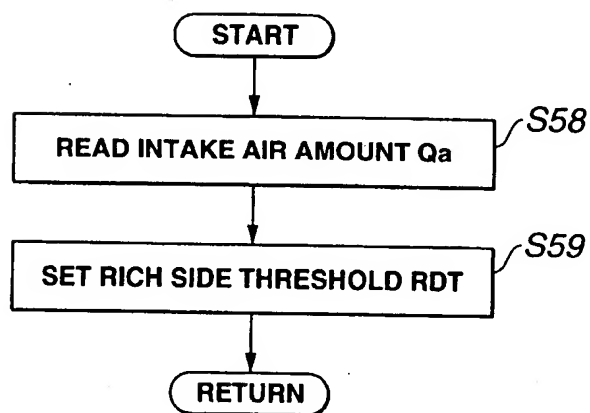 START
READ INTAKE AIR AMOUNT Qa
S58
SET RICH SIDE THRESHOLD RDT
S59
RETURN